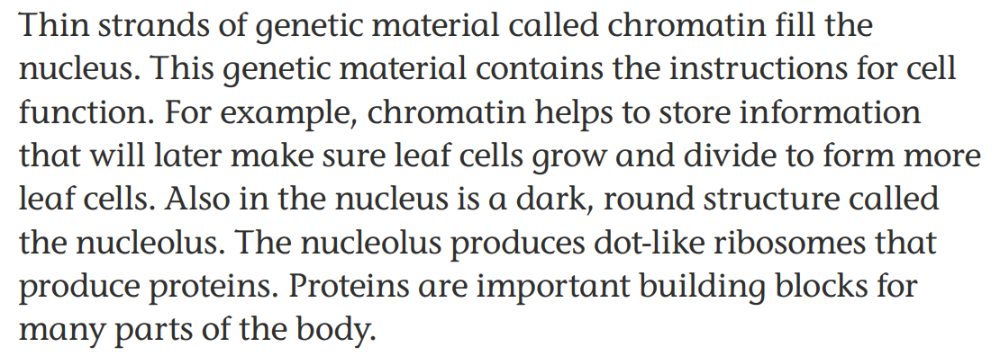 Thin strands of genetic material called chromatin fill the
nucleus. This genetic material contains the instructions for cell
function. For example, chromatin helps to store information
that will later make sure leaf cells grow and divide to form more
leaf cells. Also in the nucleus is a dark, round structure called
the nucleolus. The nucleolus produces dot-like ribosomes that
produce proteins. Proteins are important building blocks for
many parts of the body.